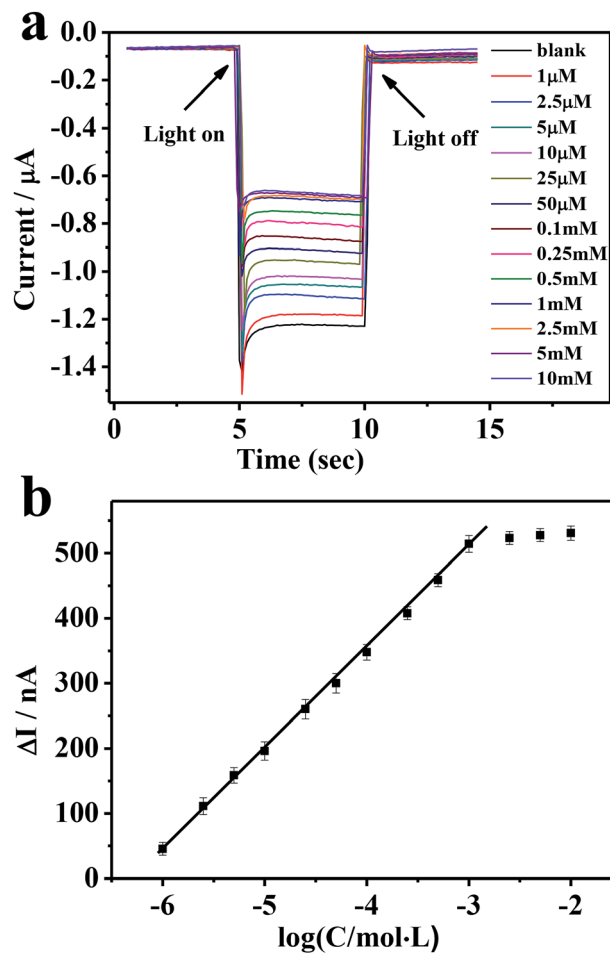 a
0.0
-0.2
-0.4
-0.6
-0.8
-1.0
-1.2
-1.4
Current / μA
Light on
Light off
blank
1μM
2.5μM
5μM
10μM
25μM
50μM
0.1mM
0.25mM
0.5mM
1mM
2.5mM
5mM
10mM
0
5
10
15
Time (sec)
b
500
400
300
200
100
0
ΔI / nA
-6
-5
-4
-3
-2
log(C/mol·L)